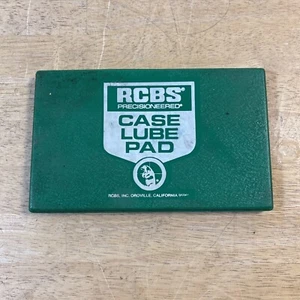 RCBS®
PRECISIONEERED®
CASE
LUBE
PAD
RCBS, INC. OROVILLE, CALIFORNIA